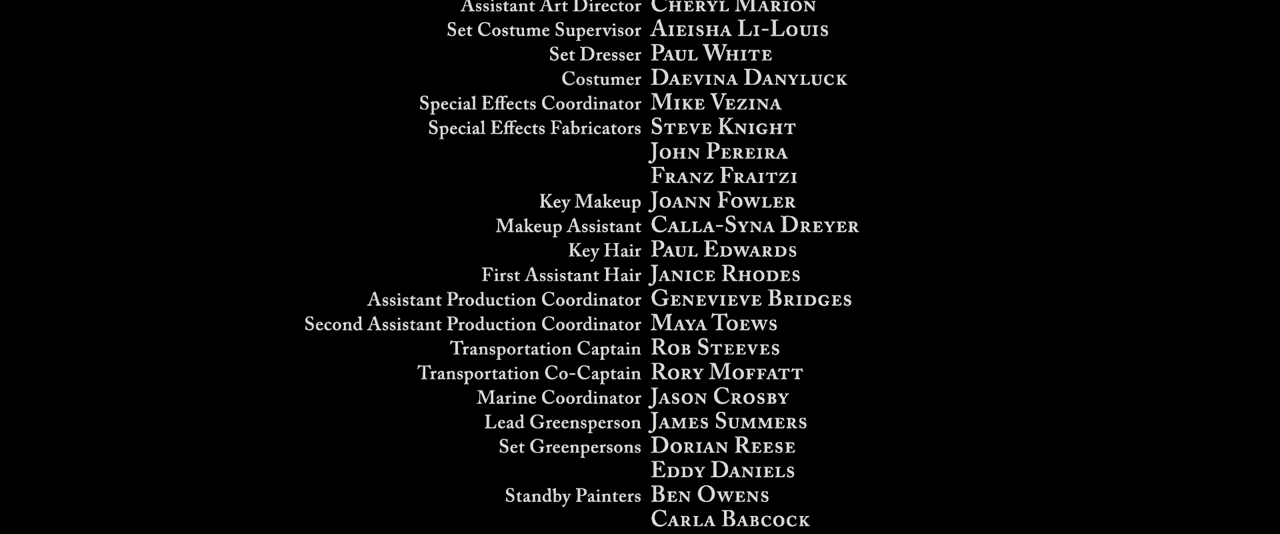 Assistant Art Director Cheryl Marion
Set Costume Supervisor Aieisha Li-Louis
Set Dresser Paul White
Costumer Daevina Danyluck
Special Effects Coordinator Mike Vezina
Special Effects Fabricators Steve Knight
John Pereira
Franz Fraitzi
Key Makeup Joann Fowler
Makeup Assistant Calla-Syna Dreyer
Key Hair Paul Edwards
First Assistant Hair Janice Rhodes
Assistant Production Coordinator Genevieve Bridges
Second Assistant Production Coordinator Maya Toews
Transportation Captain Rob Steeves
Transportation Co-Captain Rory Moffatt
Marine Coordinator Jason Crosby
Lead Greensperson James Summers
Set Greenpersons Dorian Reese
Eddy Daniels
Standby Painters Ben Owens
Carla Babcock